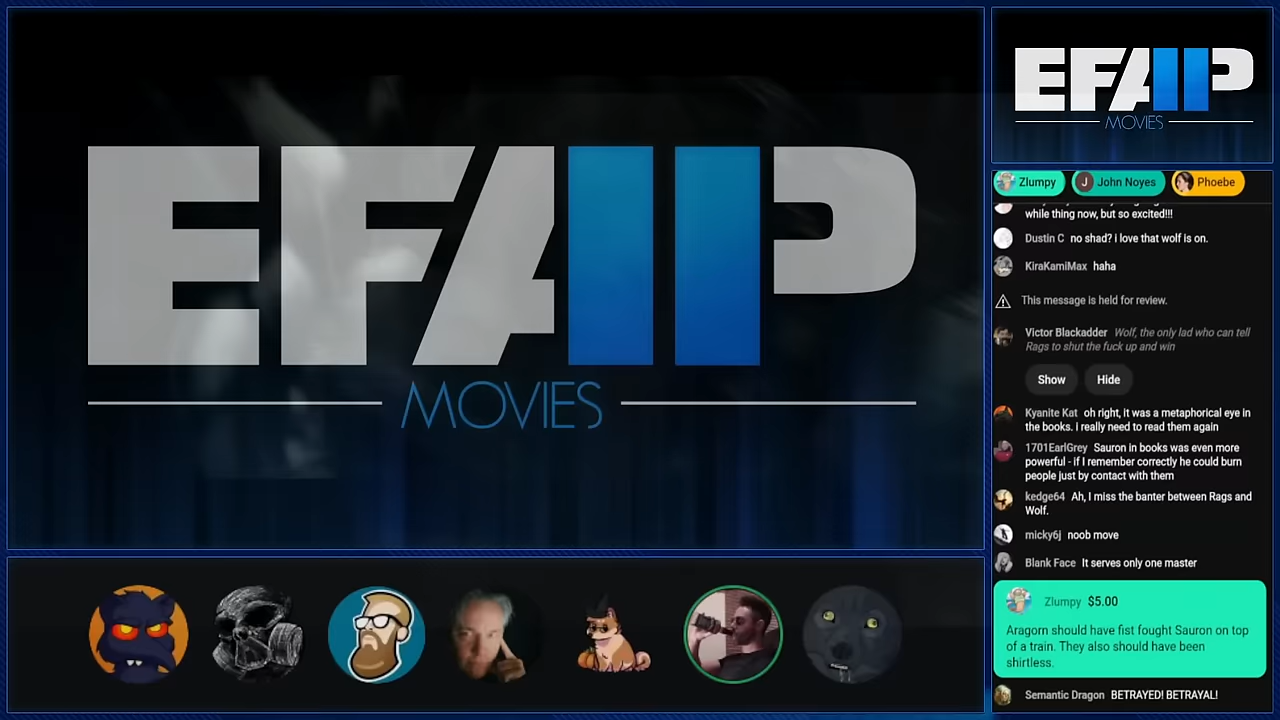 EFAP
MOVIES
EFAP
MOVIES
Zlumpy
J John Noyes
Phoebe
while thing now, but so excited!!!
Dustin C no shad? i love that wolf is on.
KiraKamiMax haha
This message is held for review.
Victor Blackadder Wolf, the only lad who can tell
Rags to shut the fuck up and win
Show Hide
Kyanite Kat oh right, it was a metaphorical eye in
the books. i really need to read them again
1701EarlGrey Sauron in books was even more
powerful - if I remember correctly he could burn
people just by contact with them
kedge64 Ah, I miss the banter between Rags and
Wolf.
micky6j noob move
Blank Face It serves only one master
Zlumpy $5.00
Aragorn should have fist fought Sauron on top
of a train. They also should have been
shirtless.
Semantic Dragon BETRAYED! BETRAYAL!